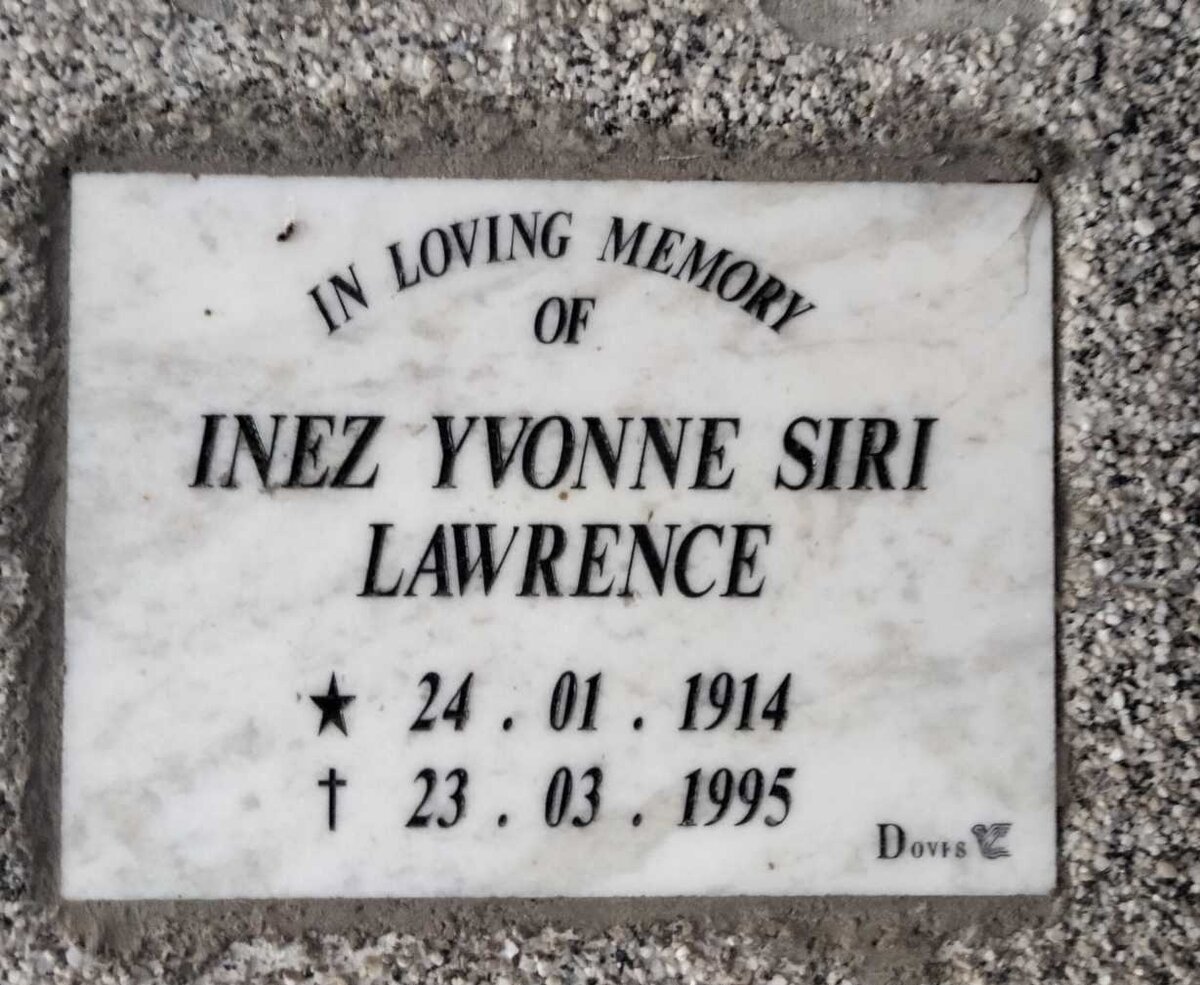 IN LOVING MEMORY
OF
INEZ YVONNE SIRI
LAWRENCE
★ 24 . 01 . 1914
† 23 . 03 . 1995
DOVES